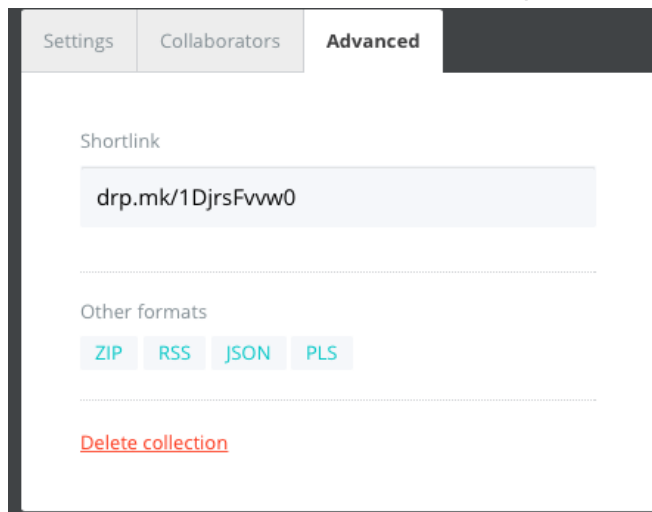 Settings Collaborators Advanced
Shortlink
drp.mk/1DjrsFvvw0
Other formats
ZIP RSS JSON PLS
Delete collection